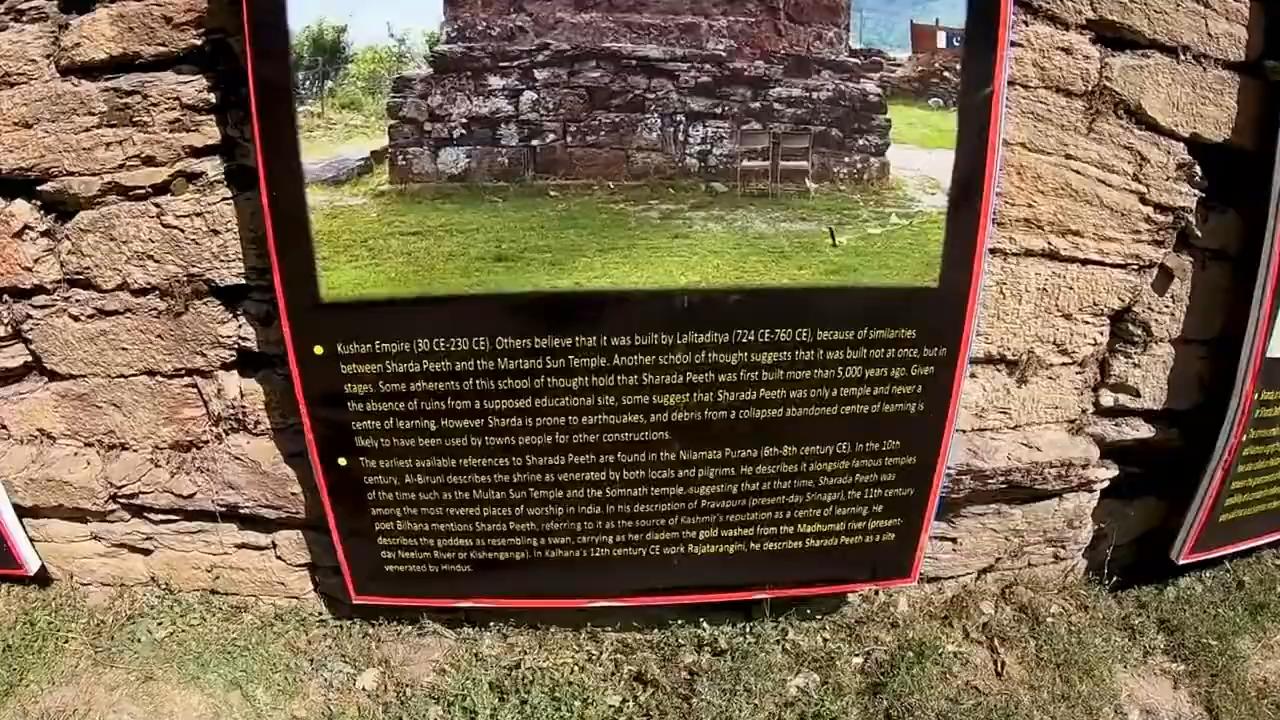 Kushan Empire (30 CE-230 CE). Others believe that it was built by Lalitaditya (724 CE-760 CE), because of similarities
between Sharda Peeth and the Martand Sun Temple. Another school of thought suggests that it was built not at once, but in
stages. Some adherents of this school of thought hold that Sharada Peeth was first built more than 5,000 years ago. Given
the absence of ruins from a supposed educational site, some suggest that Sharada Peeth was only a temple and never a
centre of learning. However Sharda is prone to earthquakes, and debris from a collapsed abandoned centre of learning is
likely to have been used by towns people for other constructions.
The earliest available references to Sharada Peeth are found in the Nilamata Purana (6th-8th century CE). In the 10th
century, Al-Biruni describes the shrine as venerated by both locals and pilgrims. He describes it alongside famous temples
of the time such as the Multan Sun Temple and the Somnath temple, suggesting that at that time, Sharada Peeth was
among the most revered places of worship in India. In his description of Pravapura (present-day Srinagar), the 11th century
poet Bilhana mentions Sharda Peeth, referring to it as the source of Kashmir's reputation as a centre of learning. He
describes the goddess as resembling a swan, carrying as her diadem the gold washed from the Madhumati river (present-
day Neelum River or Kishenganga). In Kalhana's 12th century CE work Rajatarangini, he describes Sharada Peeth as a site
venerated by Hindus.